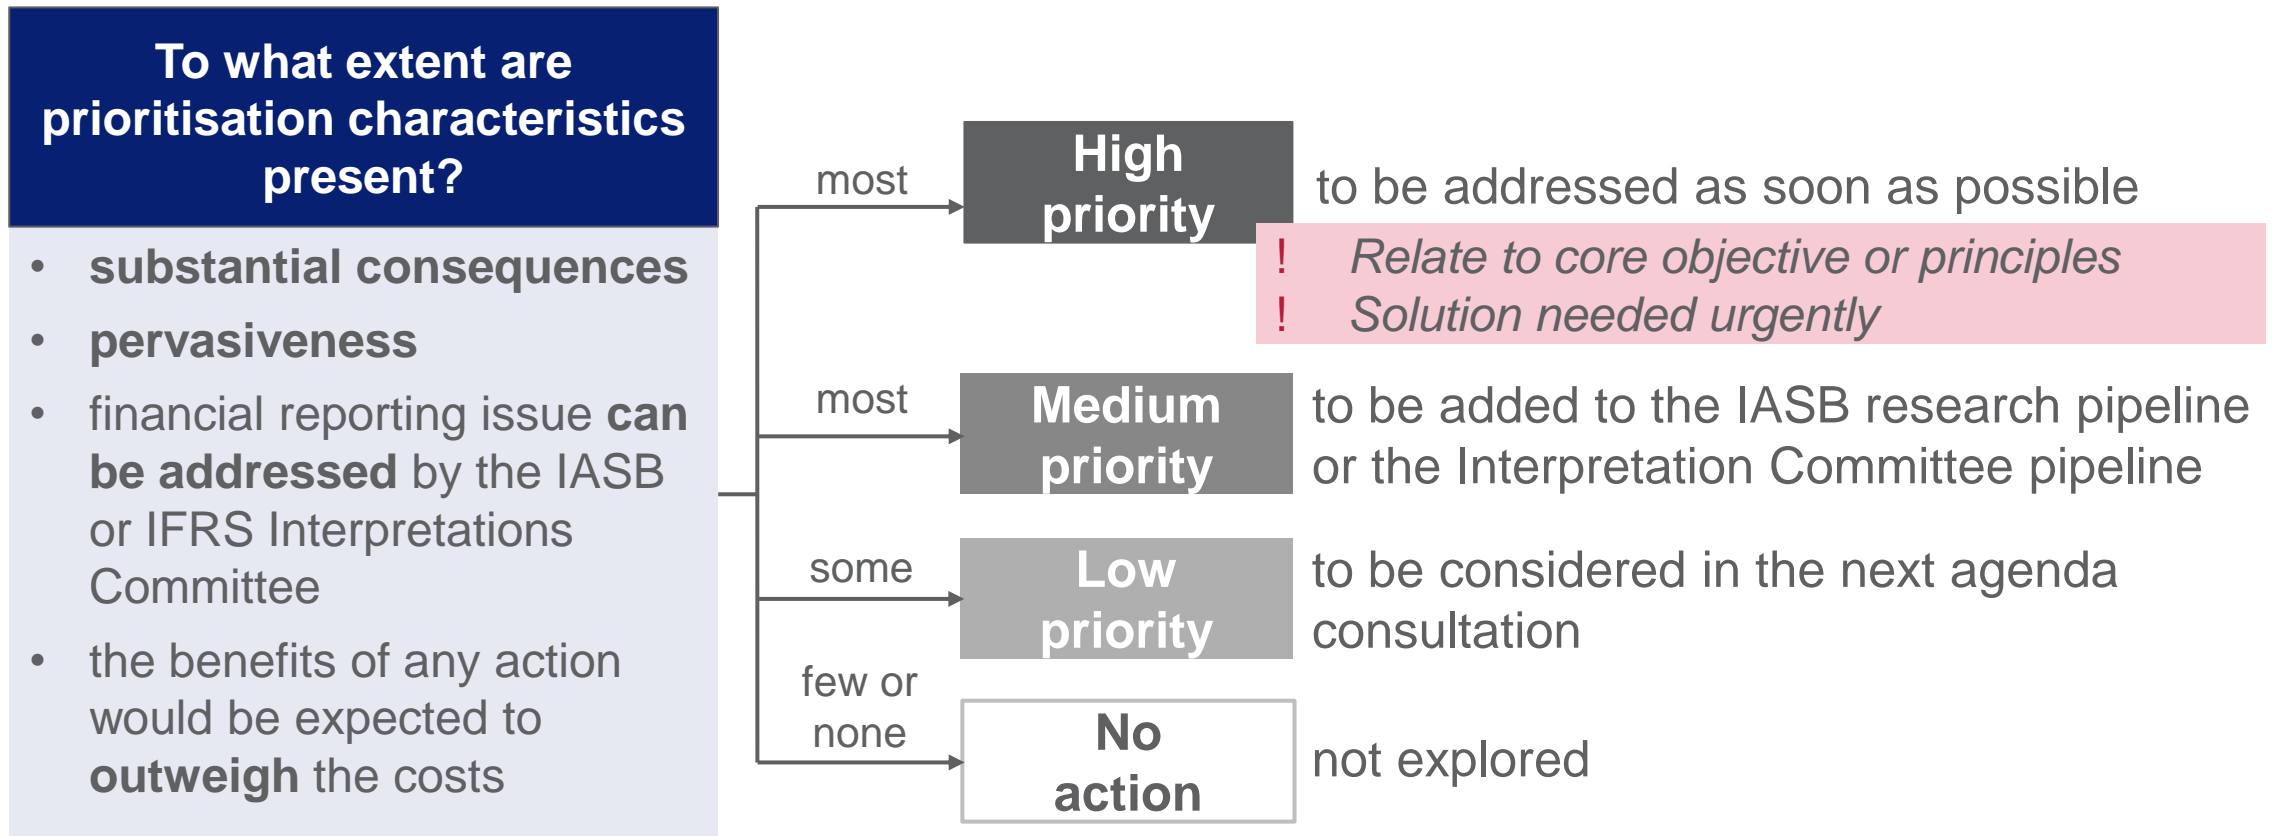 To what extent are
prioritisation characteristics
present?
• substantial consequences
• pervasiveness
• financial reporting issue can
be addressed by the IASB
or IFRS Interpretations
Committee
• the benefits of any action
would be expected to
outweigh the costs
most
High
priority
to be addressed as soon as possible
! Relate to core objective or principles
! Solution needed urgently
most
Medium
priority
to be added to the IASB research pipeline
or the Interpretation Committee pipeline
some
Low
priority
to be considered in the next agenda
consultation
few or
none
No
action
not explored